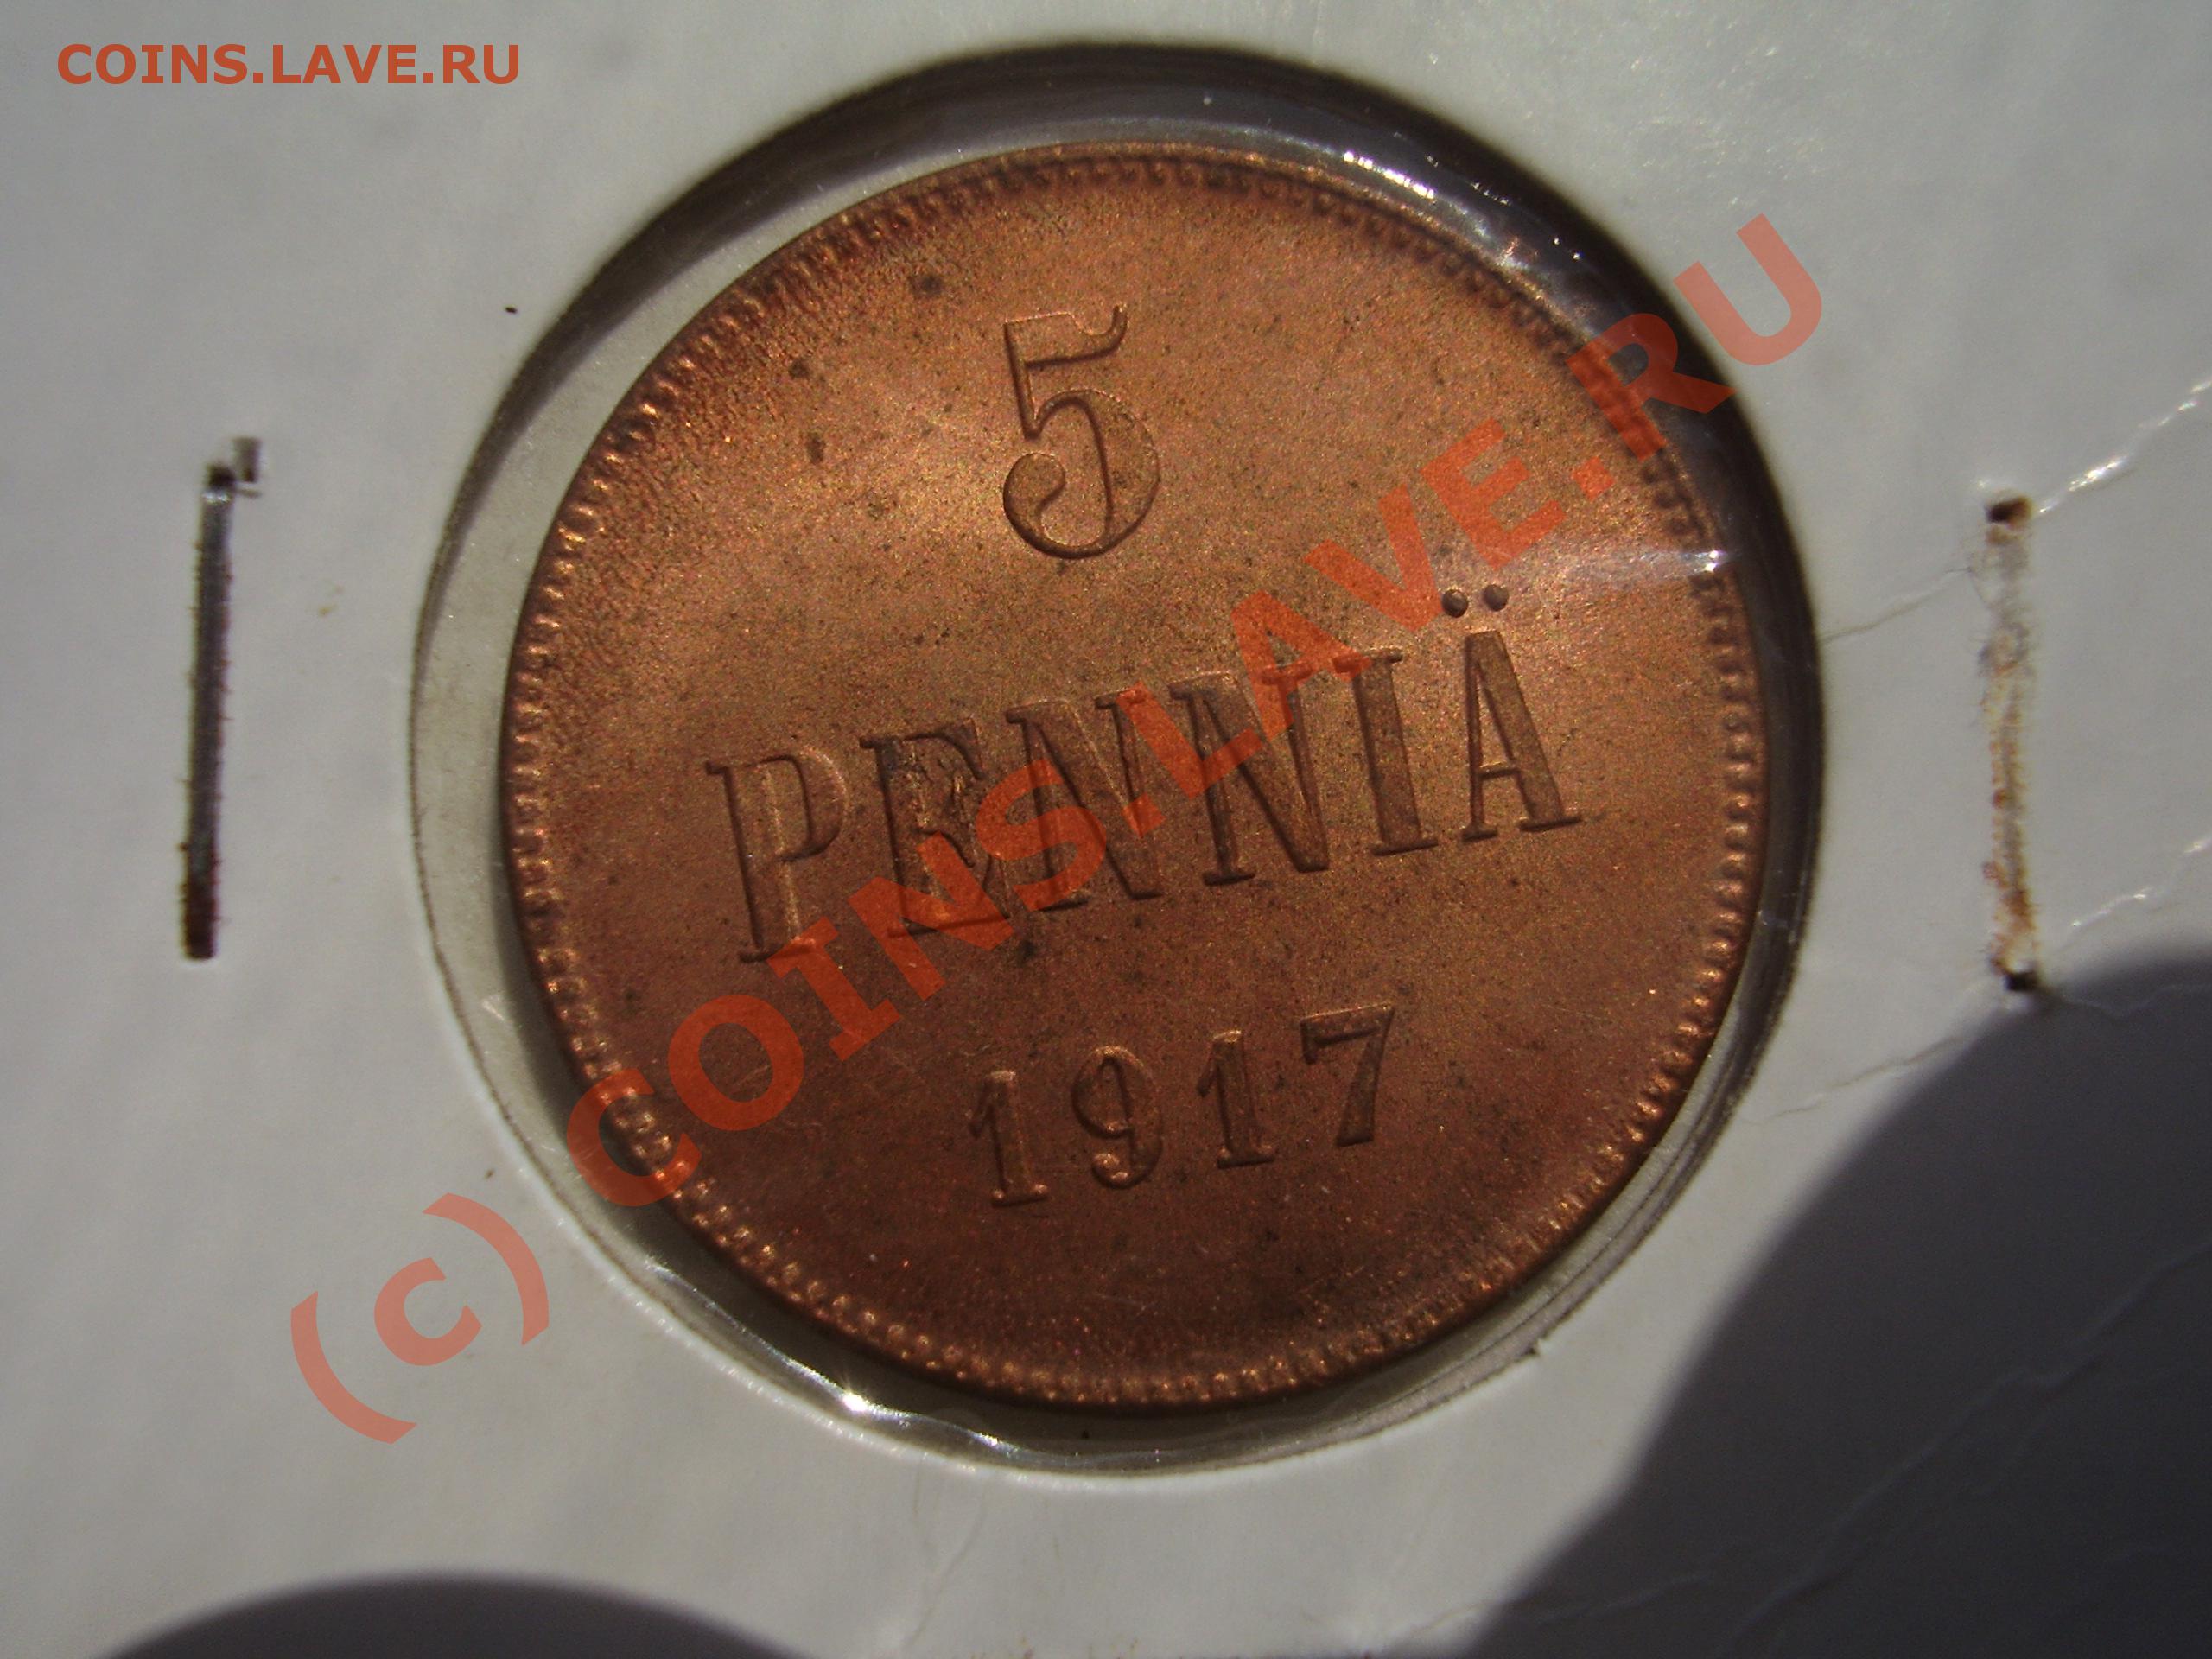 COINS.LAVE.RU
5
PENNIÄ
1917
(c) COINS.LAVE.RU